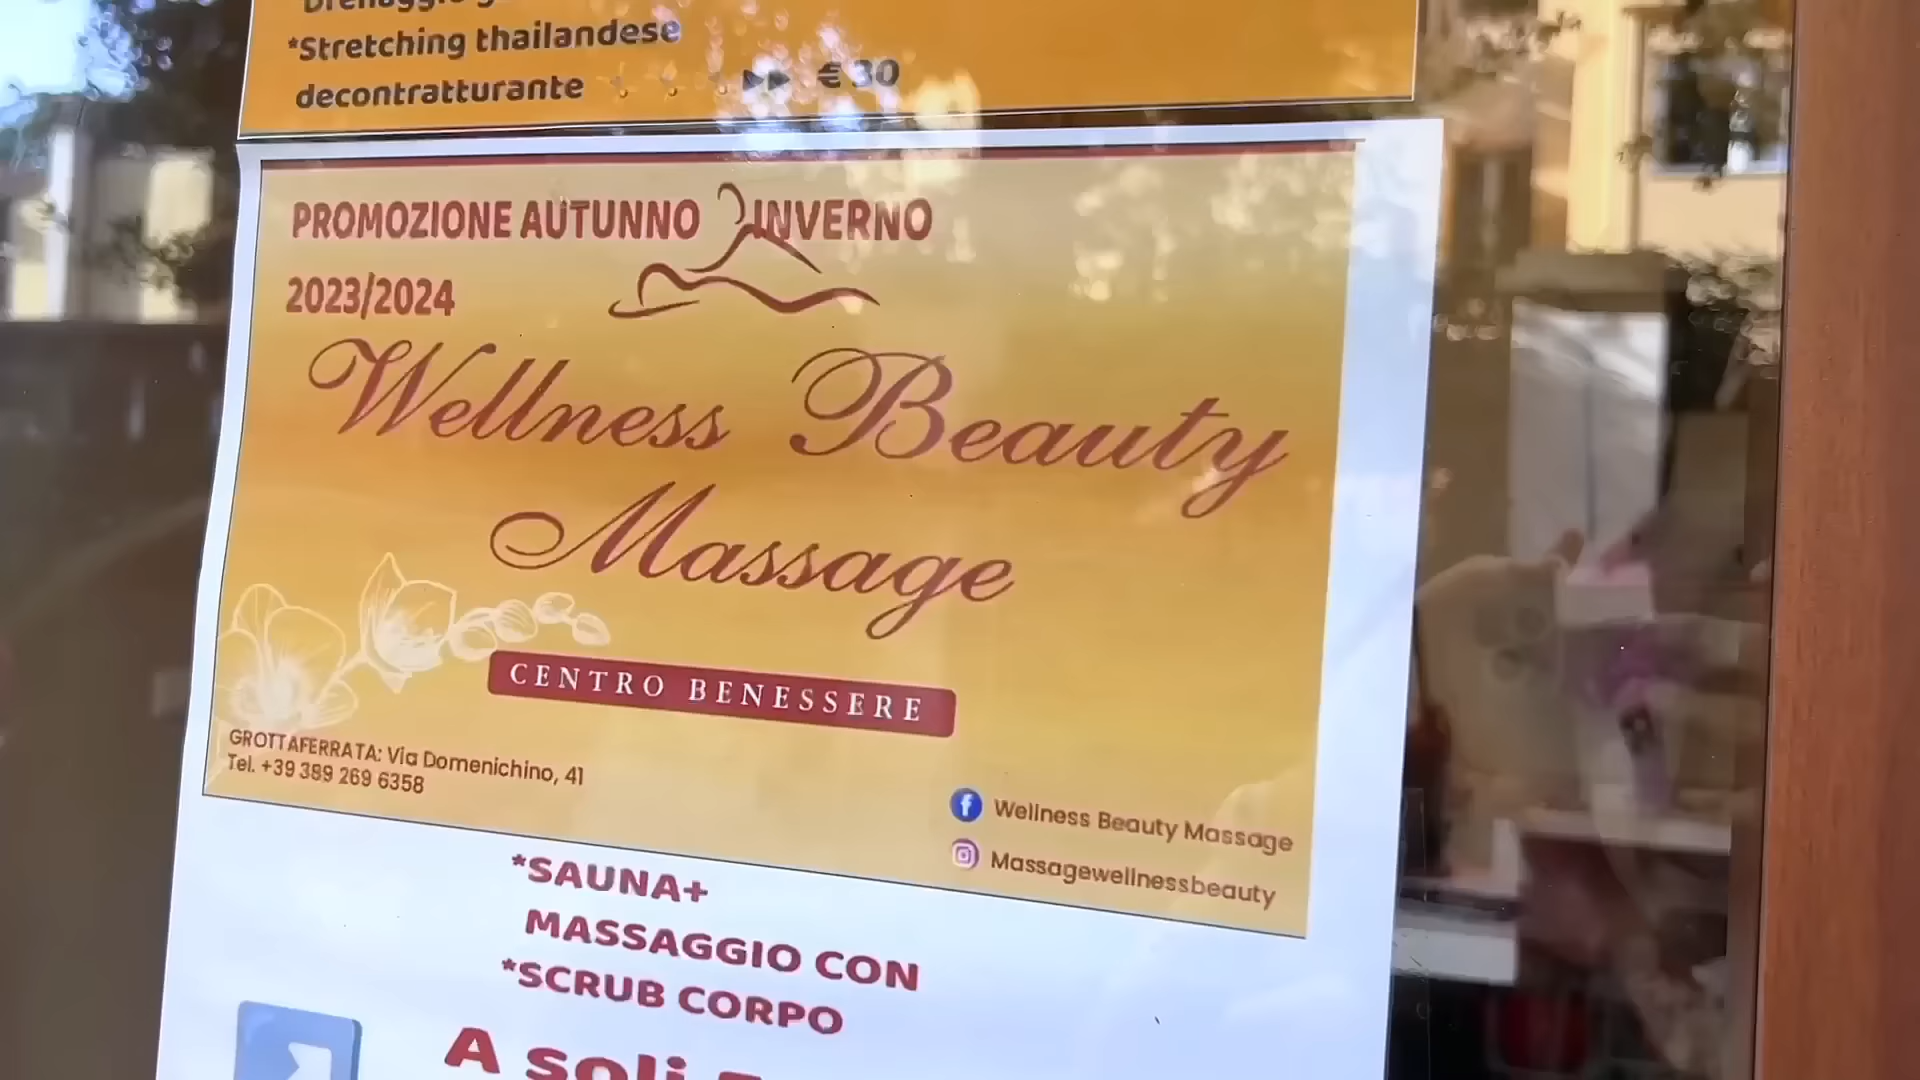 *Stretching thailandese
decontratturante €30
PROMOZIONE AUTUNNO INVERNO
2023/2024
Wellness Beauty
Massage
CENTRO BENESSERE
GROTTAFERRATA: Via Domenichino, 41
Tel. +39 389 269 6358
Wellness Beauty Massage
Massagewellnessbeauty
*SAUNA+
MASSAGGIO CON
*SCRUB CORPO
A soli